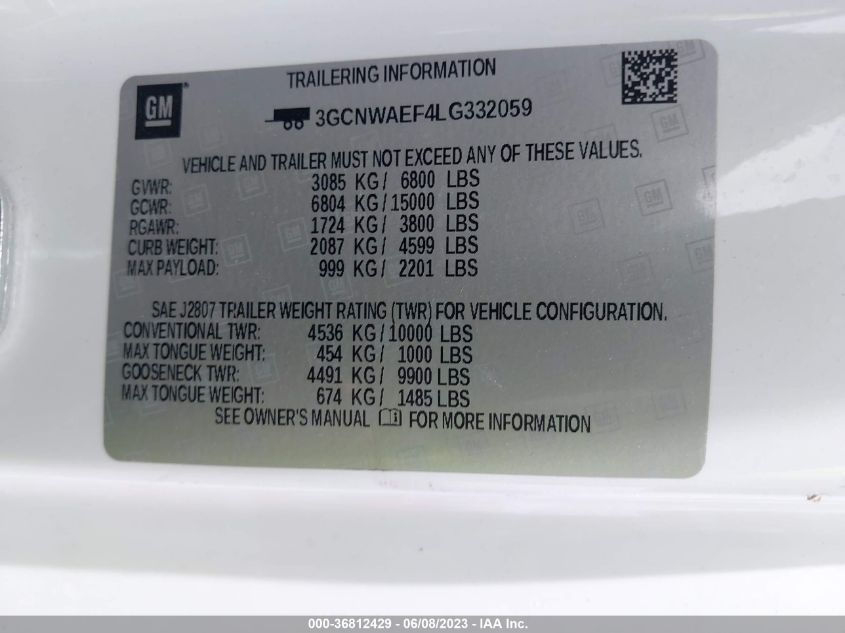 TRAILERING INFORMATION
GM
3GCNWAEF4LG332059
VEHICLE AND TRAILER MUST NOT EXCEED ANY OF THESE VALUES.
GVWR: 3085 KG/ 6800 LBS
GCWR: 6804 KG/15000 LBS
RGAWR: 1724 KG/ 3800 LBS
CURB WEIGHT: 2087 KG/ 4599 LBS
MAX PAYLOAD: 999 KG/ 2201 LBS
SAE J2807 TRAILER WEIGHT RATING (TWR) FOR VEHICLE CONFIGURATION.
CONVENTIONAL TWR: 4536 KG/10000 LBS
MAX TONGUE WEIGHT: 454 KG/ 1000 LBS
GOOSENECK TWR: 4491 KG/ 9900 LBS
MAX TONGUE WEIGHT: 674 KG/ 1485 LBS
SEE OWNER'S MANUAL FOR MORE INFORMATION
000-36812429 - 06/08/2023 - IAA Inc.